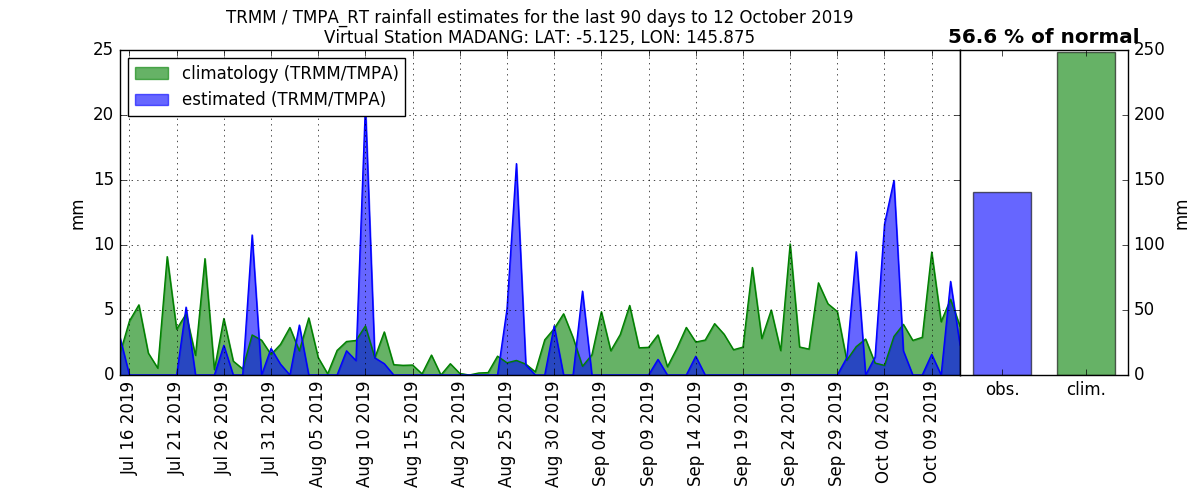 TRMM / TMPA_RT rainfall estimates for the last 90 days to 12 October 2019
Virtual Station MADANG: LAT: -5.125, LON: 145.875
56.6 % of normal
climatology (TRMM/TMPA)
estimated (TRMM/TMPA)
25
20
15
10
5
0
mm
Jul 16 2019
Jul 21 2019
Jul 26 2019
Jul 31 2019
Aug 05 2019
Aug 10 2019
Aug 15 2019
Aug 20 2019
Aug 25 2019
Aug 30 2019
Sep 04 2019
Sep 09 2019
Sep 14 2019
Sep 19 2019
Sep 24 2019
Sep 29 2019
Oct 04 2019
Oct 09 2019
obs.
clim.
250
200
150
100
50
0
mm